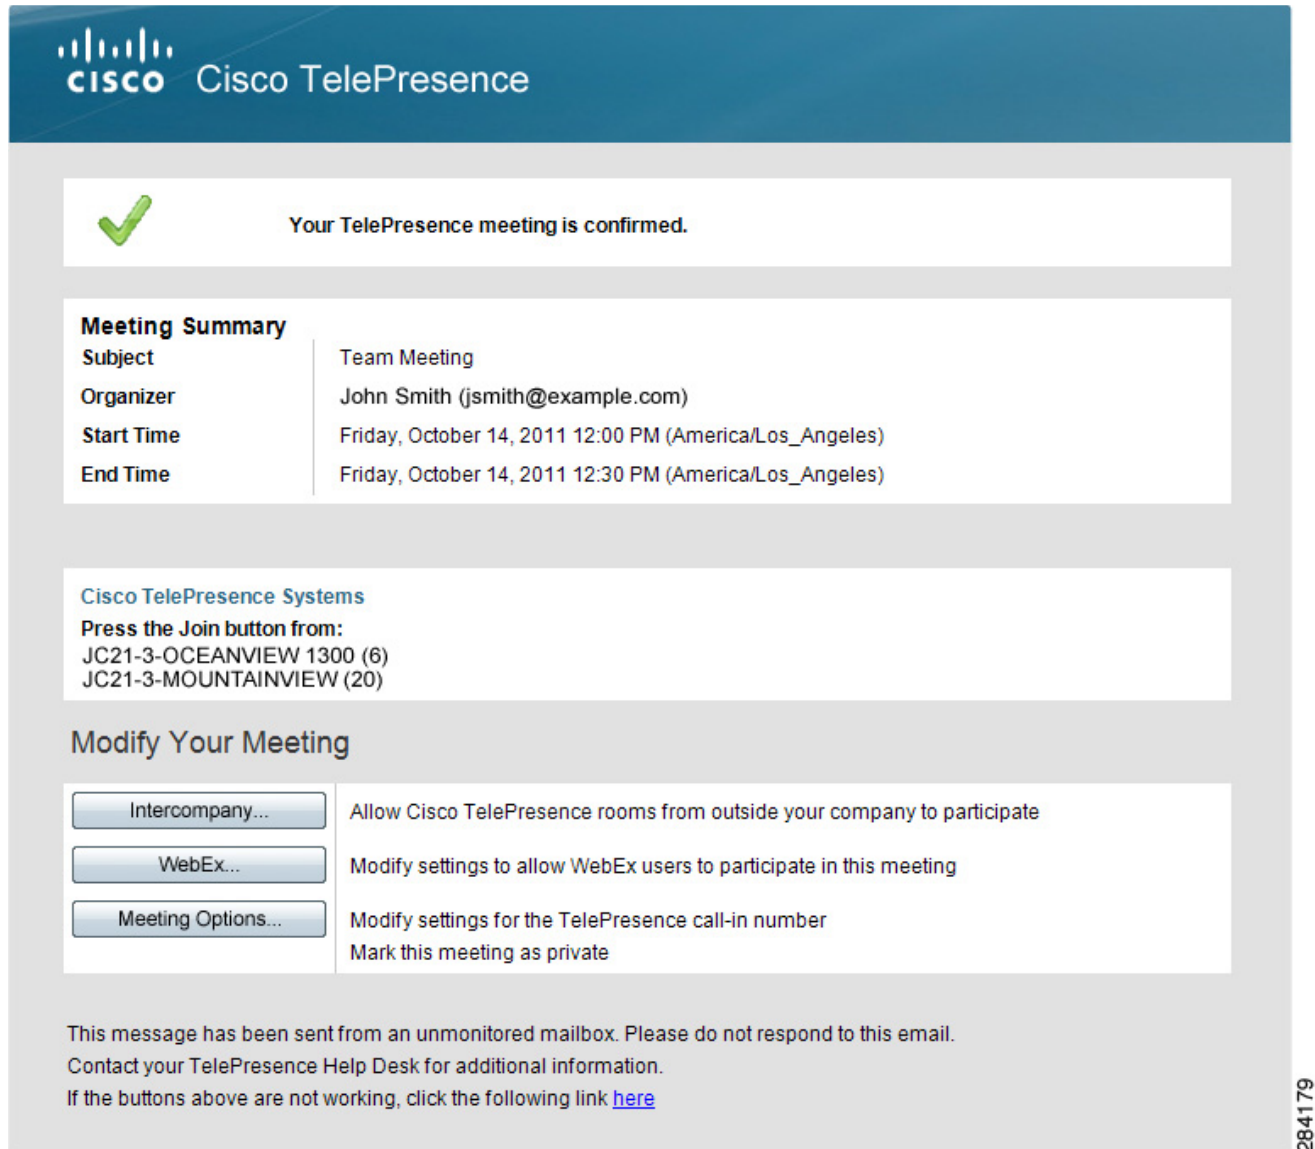 CISCO Cisco TelePresence
Your TelePresence meeting is confirmed.
Meeting Summary
Subject Team Meeting
Organizer John Smith (jsmith@example.com)
Start Time Friday, October 14, 2011 12:00 PM (America/Los_Angeles)
End Time Friday, October 14, 2011 12:30 PM (America/Los_Angeles)
Cisco TelePresence Systems
Press the Join button from:
JC21-3-OCEANVIEW 1300 (6)
JC21-3-MOUNTAINVIEW (20)
Modify Your Meeting
Intercompany... Allow Cisco TelePresence rooms from outside your company to participate
WebEx... Modify settings to allow WebEx users to participate in this meeting
Meeting Options... Modify settings for the TelePresence call-in number
Mark this meeting as private
This message has been sent from an unmonitored mailbox. Please do not respond to this email.
Contact your TelePresence Help Desk for additional information.
If the buttons above are not working, click the following link here
284179